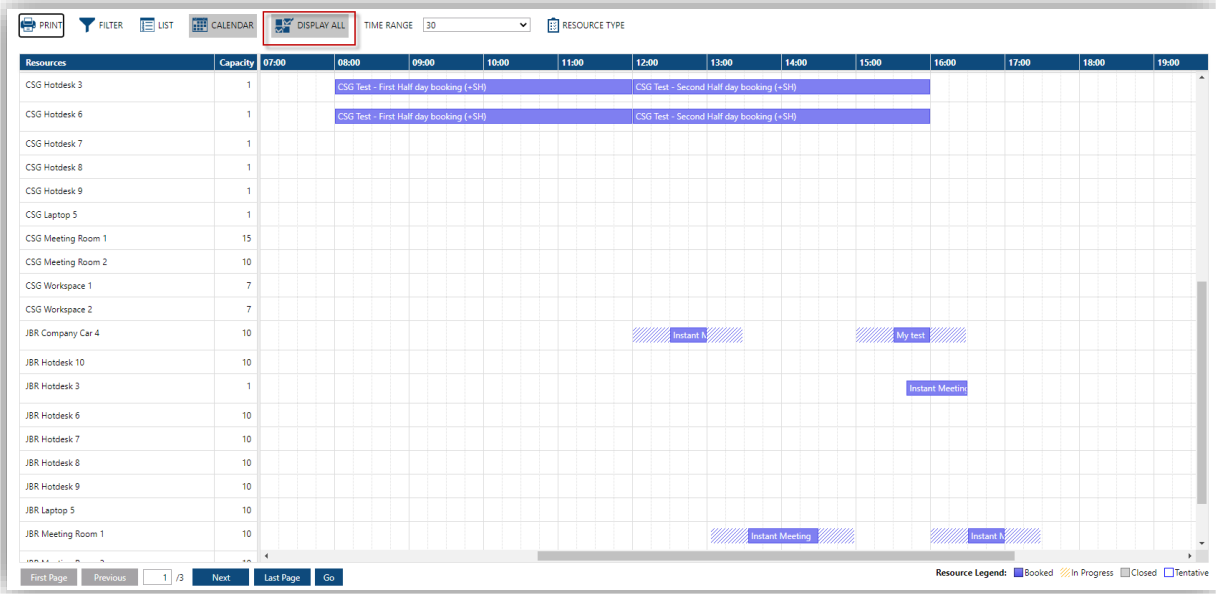 PRINT FILTER LIST CALENDAR DISPLAY ALL TIME RANGE 30 RESOURCE TYPE
Resources Capacity 07:00 08:00 09:00 10:00 11:00 12:00 13:00 14:00 15:00 16:00 17:00 18:00 19:00
CSG Hotdesk 3 1 CSG Test - First Half day booking (+SH) CSG Test - Second Half day booking (+SH)
CSG Hotdesk 6 1 CSG Test - First Half day booking (+SH) CSG Test - Second Half day booking (+SH)
CSG Hotdesk 7 1
CSG Hotdesk 8 1
CSG Hotdesk 9 1
CSG Laptop 5 1
CSG Meeting Room 1 15
CSG Meeting Room 2 10
CSG Workspace 1 7
CSG Workspace 2 7
JBR Company Car 4 10 Instant My test
JBR Hotdesk 10 10
JBR Hotdesk 3 1 Instant Meeting
JBR Hotdesk 6 10
JBR Hotdesk 7 10
JBR Hotdesk 8 10
JBR Hotdesk 9 10
JBR Laptop 5 10
JBR Meeting Room 1 10 Instant Meeting Instant
First Page Previous 1 /3 Next Last Page Go Resource Legend: Booked In Progress Closed Tentative